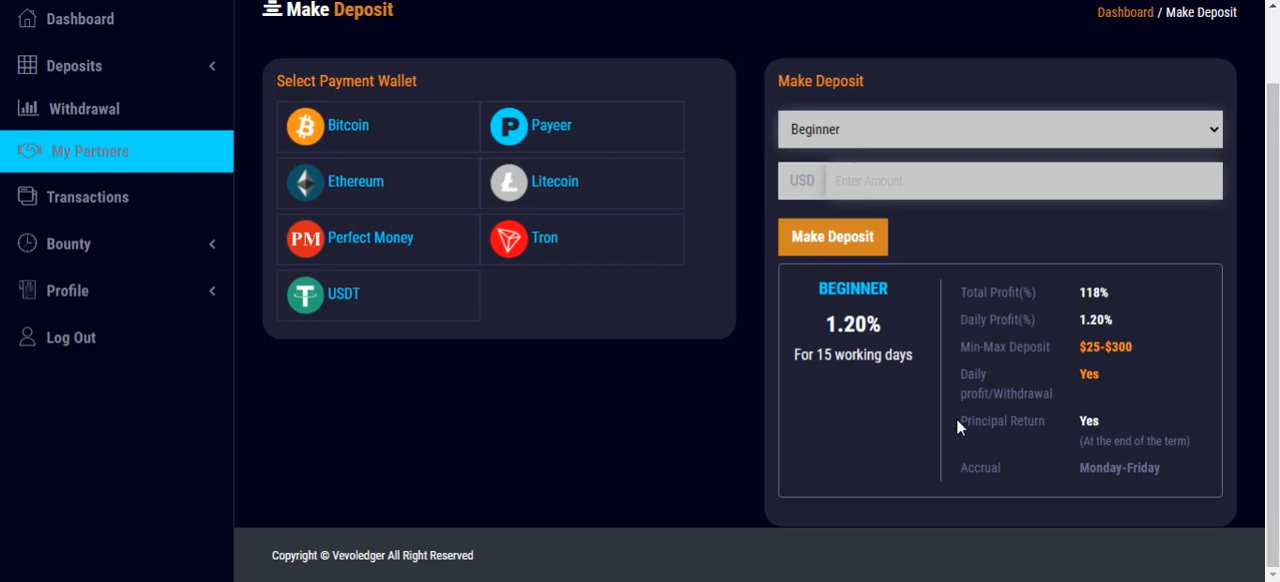 Make Deposit
Dashboard / Make Deposit
Dashboard
Deposits
Withdrawal
My Partners
Transactions
Bounty
Profile
Log Out
Select Payment Wallet
Bitcoin
Payeer
Ethereum
Litecoin
PM Perfect Money
Tron
USDT
Make Deposit
Beginner
USD Enter Amount
Make Deposit
BEGINNER
1.20%
For 15 working days
Total Profit(%) 118%
Daily Profit(%) 1.20%
Min-Max Deposit $25-$300
Daily Yes
profit/Withdrawal
Principal Return Yes
(At the end of the term)
Accrual Monday-Friday
Copyright © Vevoledger All Right Reserved